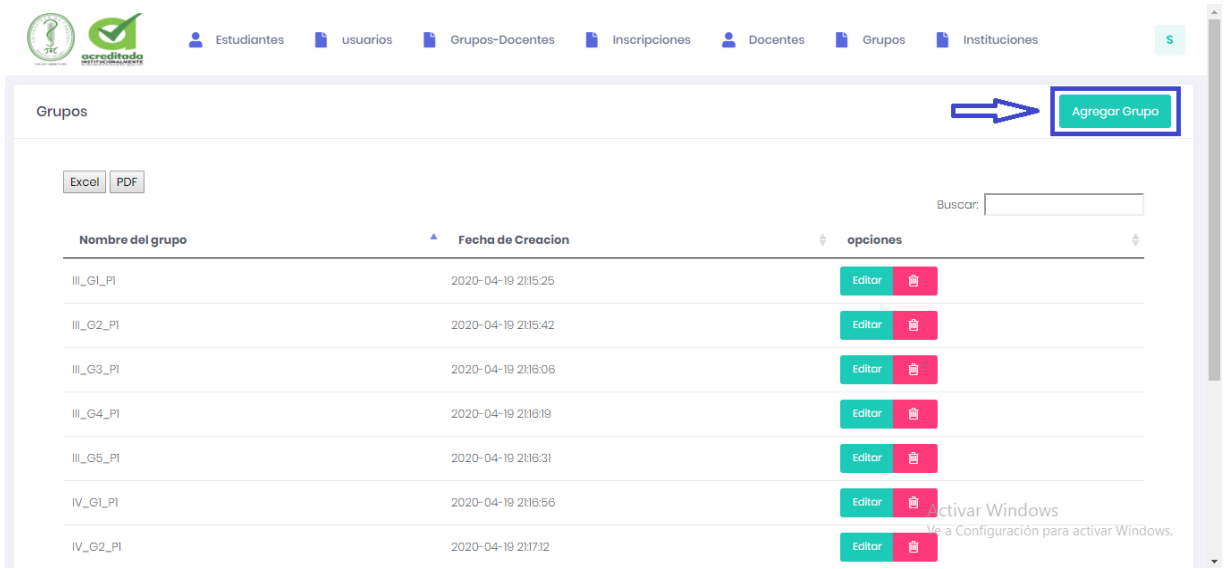 acreditada
INSTITUCIONALMENTE
Estudiantes usuarios Grupos-Docentes Inscripciones Docentes Grupos Instituciones S
Grupos Agregar Grupo
Excel PDF
Buscar:
Nombre del grupo Fecha de Creacion opciones
III_G1_P1 2020-04-19 21:15:25 Editar
III_G2_P1 2020-04-19 21:15:42 Editar
III_G3_P1 2020-04-19 21:16:06 Editar
III_G4_P1 2020-04-19 21:16:19 Editar
III_G5_P1 2020-04-19 21:16:31 Editar
IV_G1_P1 2020-04-19 21:16:56 Editar
Activar Windows
Ve a Configuración para activar Windows.
IV_G2_P1 2020-04-19 21:17:12 Editar